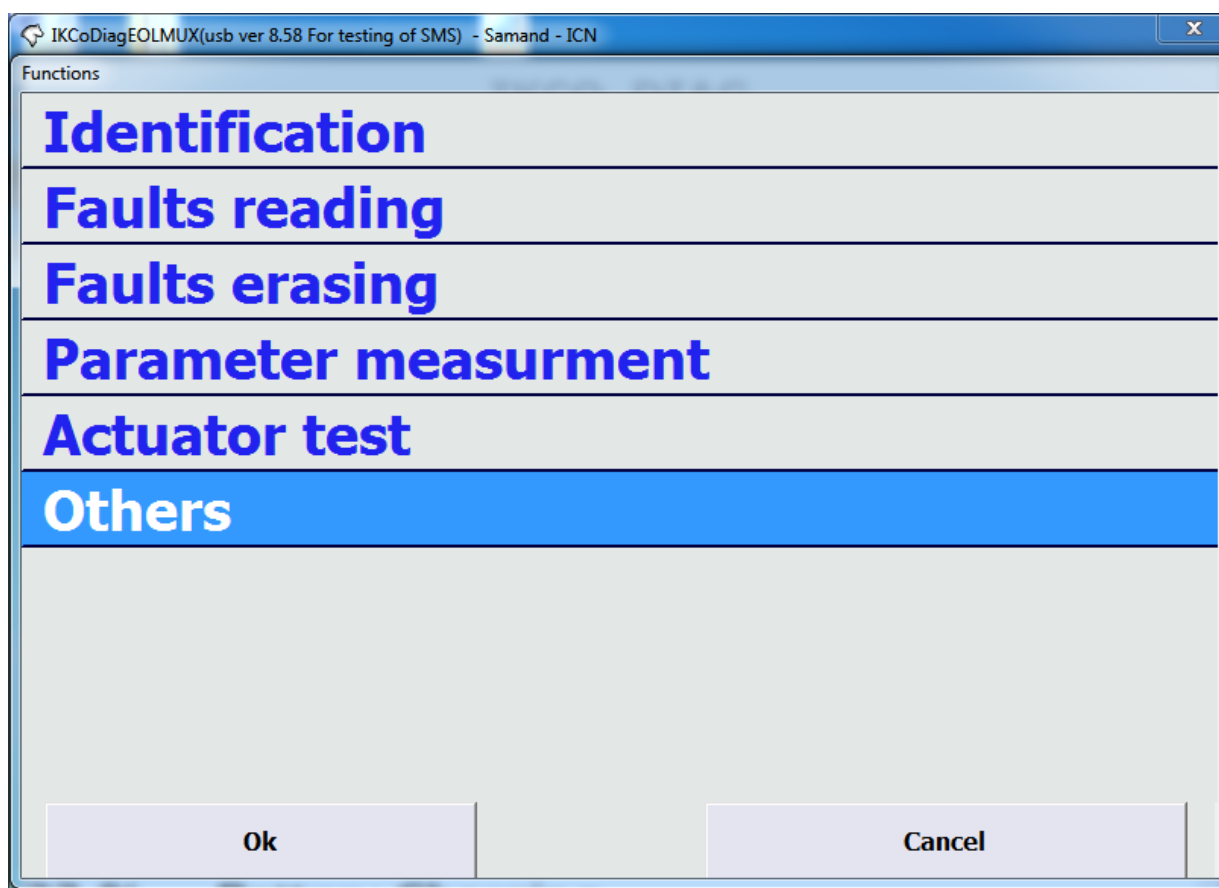 IKCoDiagEOLMUX(usb ver 8.58 For testing of SMS) - Samand - ICN
Functions
Identification
Faults reading
Faults erasing
Parameter measurment
Actuator test
Others
Ok Cancel